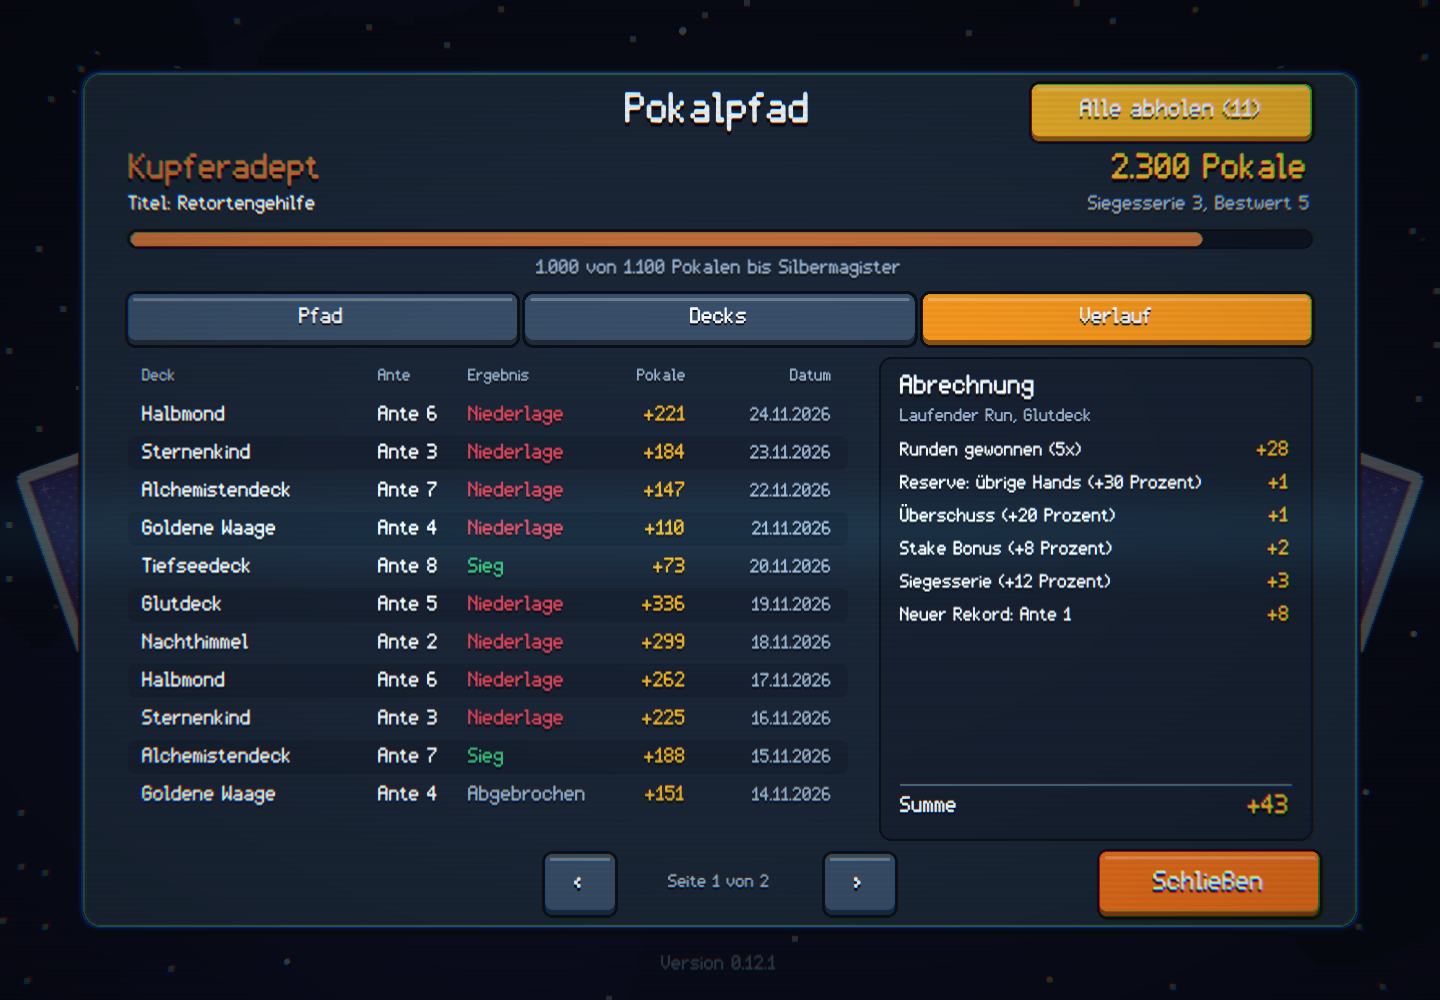 Pokalpfad
Alle abholen (11)
Kupferadept
2.300 Pokale
Titel: Retortengehilfe
Siegesserie 3, Bestwert 5
1.000 von 1.100 Pokalen bis Silbermagister
Pfad
Decks
Verlauf
Deck Ante Ergebnis Pokale Datum
Halbmond Ante 6 Niederlage +221 24.11.2026
Sternenkind Ante 3 Niederlage +184 23.11.2026
Alchemistendeck Ante 7 Niederlage +147 22.11.2026
Goldene Waage Ante 4 Niederlage +110 21.11.2026
Tiefseedeck Ante 8 Sieg +73 20.11.2026
Glutdeck Ante 5 Niederlage +336 19.11.2026
Nachthimmel Ante 2 Niederlage +299 18.11.2026
Halbmond Ante 6 Niederlage +262 17.11.2026
Sternenkind Ante 3 Niederlage +225 16.11.2026
Alchemistendeck Ante 7 Sieg +188 15.11.2026
Goldene Waage Ante 4 Abgebrochen +151 14.11.2026
Abrechnung
Laufender Run, Glutdeck
Runden gewonnen (5x) +28
Reserve: übrige Hands (+30 Prozent) +1
Überschuss (+20 Prozent) +1
Stake Bonus (+8 Prozent) +2
Siegesserie (+12 Prozent) +3
Neuer Rekord: Ante 1 +8
Summe +43
<
Seite 1 von 2
>
Schließen
Version 0.12.1